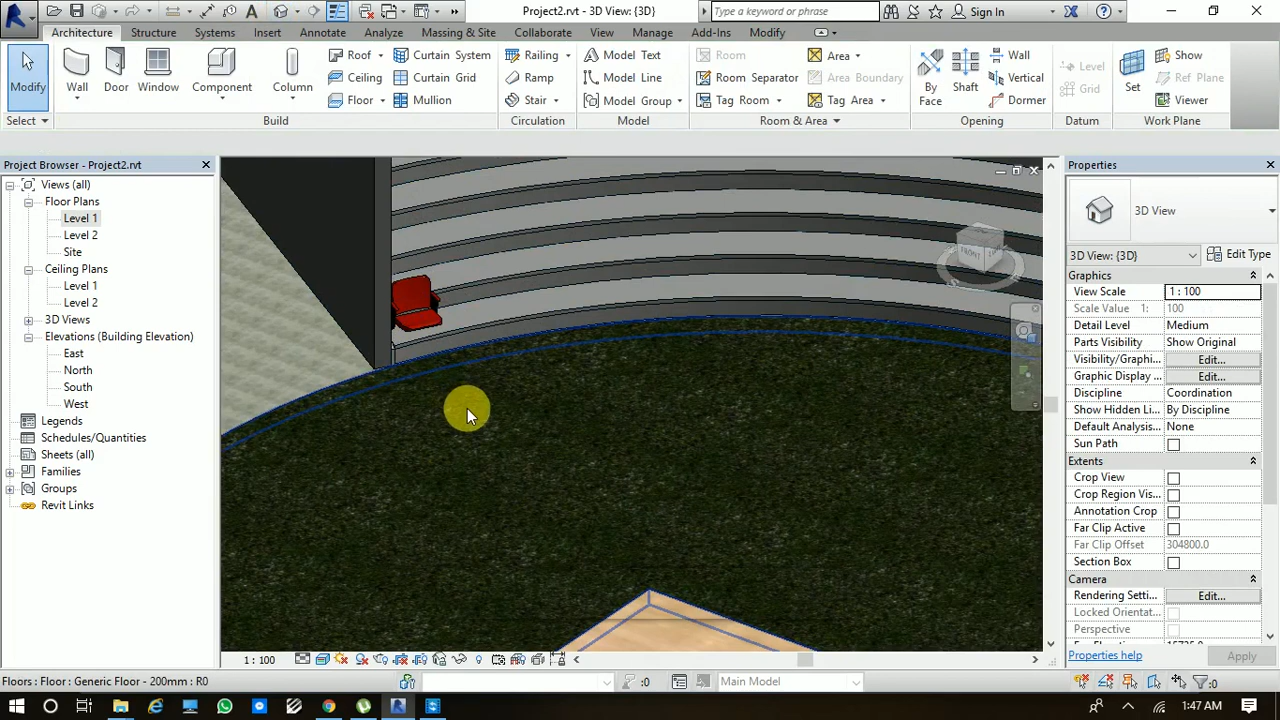 Project2.rvt - 3D View: {3D}
Type a keyword or phrase
Sign In
Architecture Structure Systems Insert Annotate Analyze Massing & Site Collaborate View Manage Add-Ins Modify
Modify
Wall
Door
Window
Component
Column
Roof
Ceiling
Floor
Curtain System
Curtain Grid
Mullion
Railing
Ramp
Stair
Model Text
Model Line
Model Group
Room
Room Separator
Tag Room
Area
Area Boundary
Tag Area
By Face
Shaft
Wall
Vertical
Dormer
Level
Grid
Set
Show
Ref Plane
Viewer
Select Build Circulation Model Room & Area Opening Datum Work Plane
Project Browser - Project2.rvt
Views (all)
Floor Plans
Level 1
Level 2
Site
Ceiling Plans
Level 1
Level 2
3D Views
Elevations (Building Elevation)
East
North
South
West
Legends
Schedules/Quantities
Sheets (all)
Families
Groups
Revit Links
FRONT
Properties
3D View
3D View: {3D} Edit Type
Graphics
View Scale 1 : 100
Scale Value 1: 100
Detail Level Medium
Parts Visibility Show Original
Visibility/Graphi... Edit...
Graphic Display ... Edit...
Discipline Coordination
Show Hidden Li... By Discipline
Default Analysis... None
Sun Path
Extents
Crop View
Crop Region Vis...
Annotation Crop
Far Clip Active
Far Clip Offset 304800.0
Section Box
Camera
Rendering Setti... Edit...
Locked Orientat...
Perspective
Properties help Apply
1 : 100
Floors : Floor : Generic Floor - 200mm : R0
:0
Main Model
:0
1:47 AM